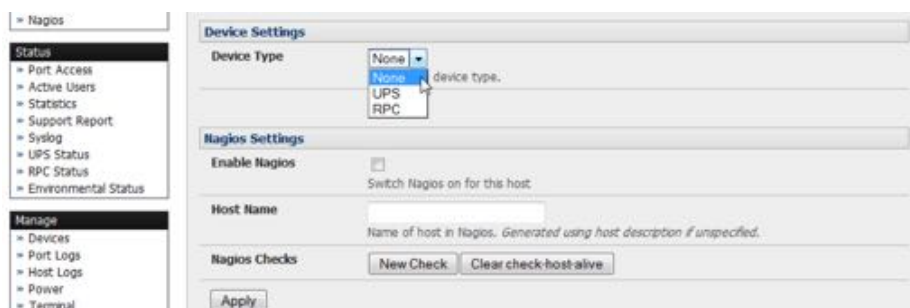 » Nagios
Status
» Port Access
» Active Users
» Statistics
» Support Report
» Syslog
» UPS Status
» RPC Status
» Environmental Status
Manage
» Devices
» Port Logs
» Host Logs
» Power
» Terminal
Device Settings
Device Type
None
None
device type.
UPS
RPC
Nagios Settings
Enable Nagios
Switch Nagios on for this host
Host Name
Name of host in Nagios. Generated using host description if unspecified.
Nagios Checks
New Check
Clear check-host-alive
Apply